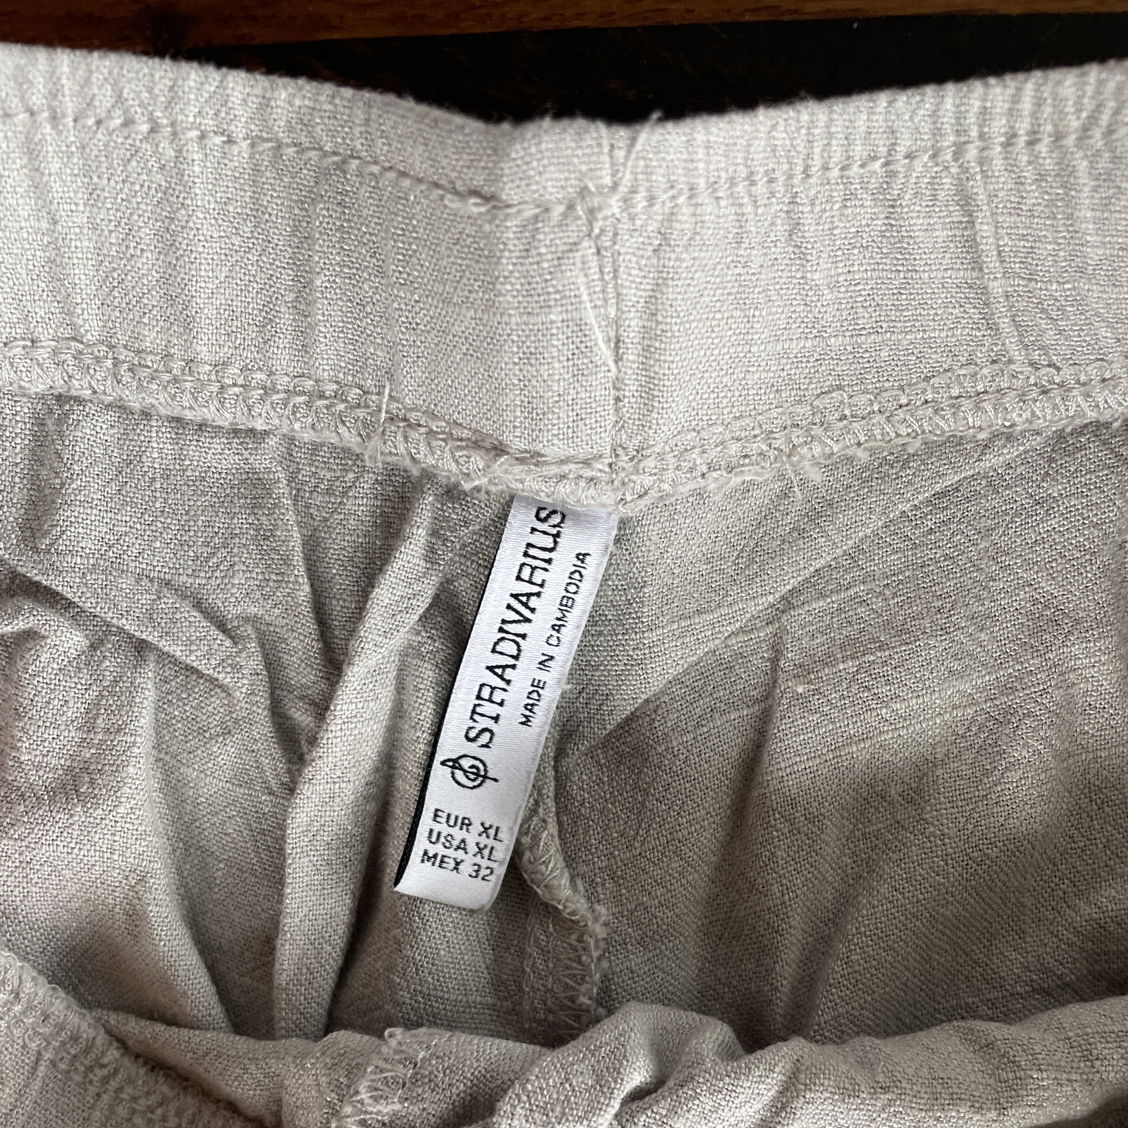 STRADIVARIUS
MADE IN CAMBODIA
EUR XL
USA XL
MEX 32